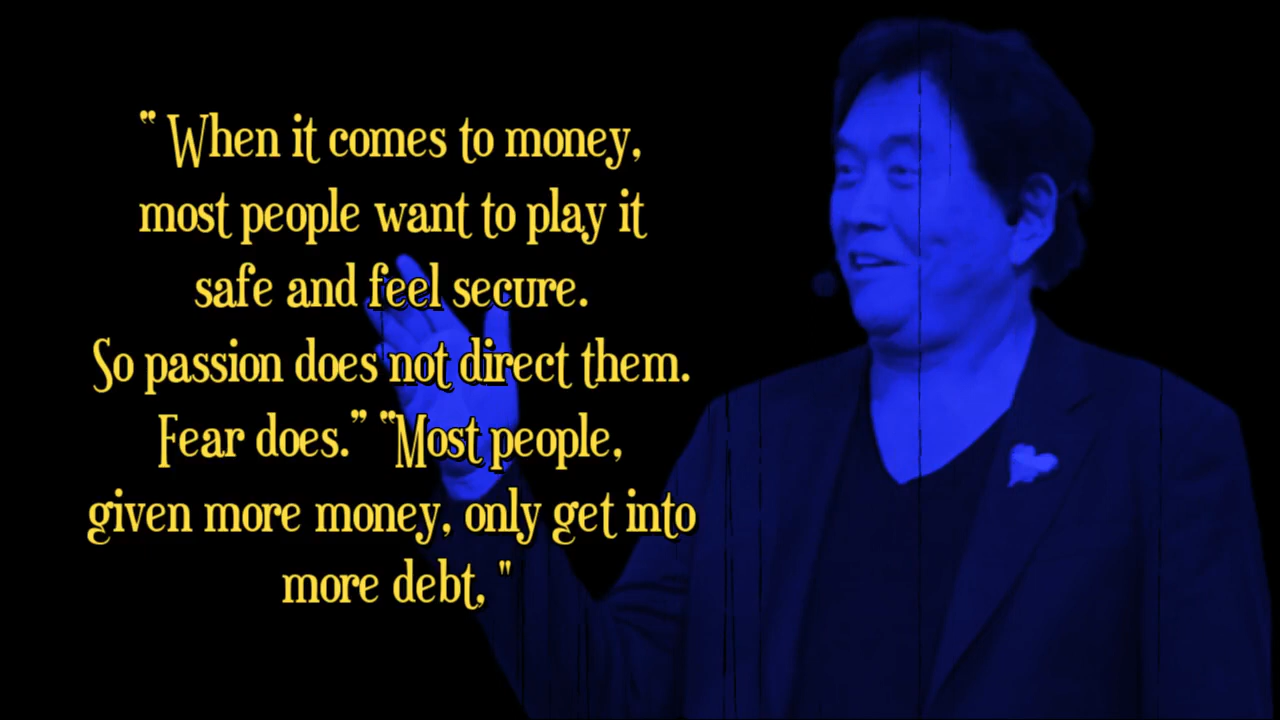 “ When it comes to money,
most people want to play it
safe and feel secure.
So passion does not direct them.
Fear does.” “Most people,
given more money, only get into
more debt, "